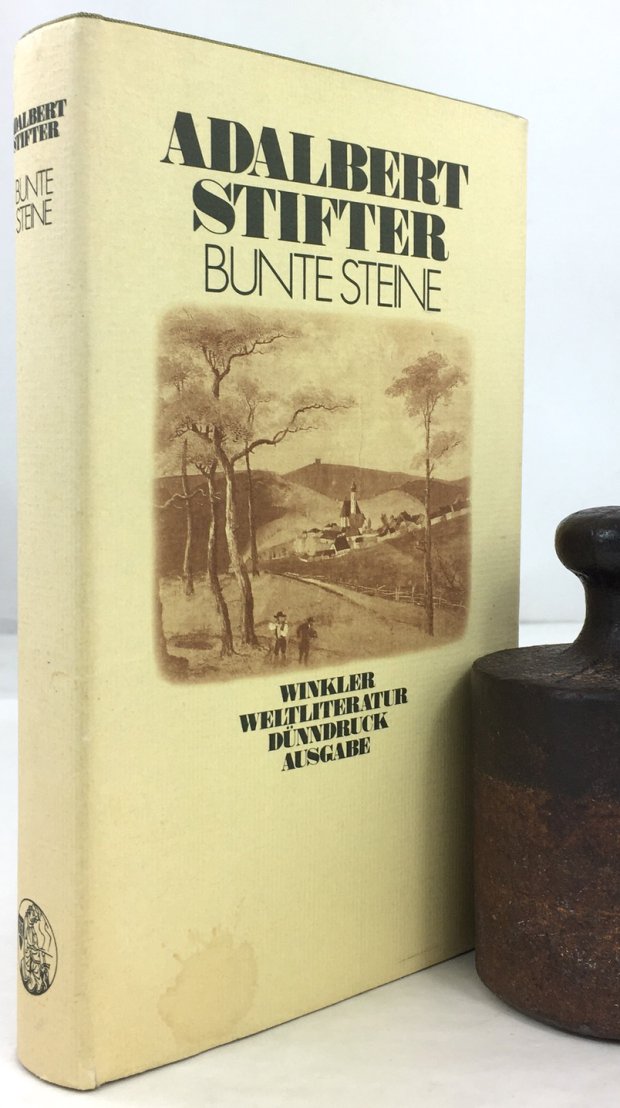 ADALBERT
STIFTER
BUNTE
STEINE
ADALBERT
STIFTER
BUNTE STEINE
WINKLER
WELTLITERATUR
DÜNNDRUCK
AUSGABE